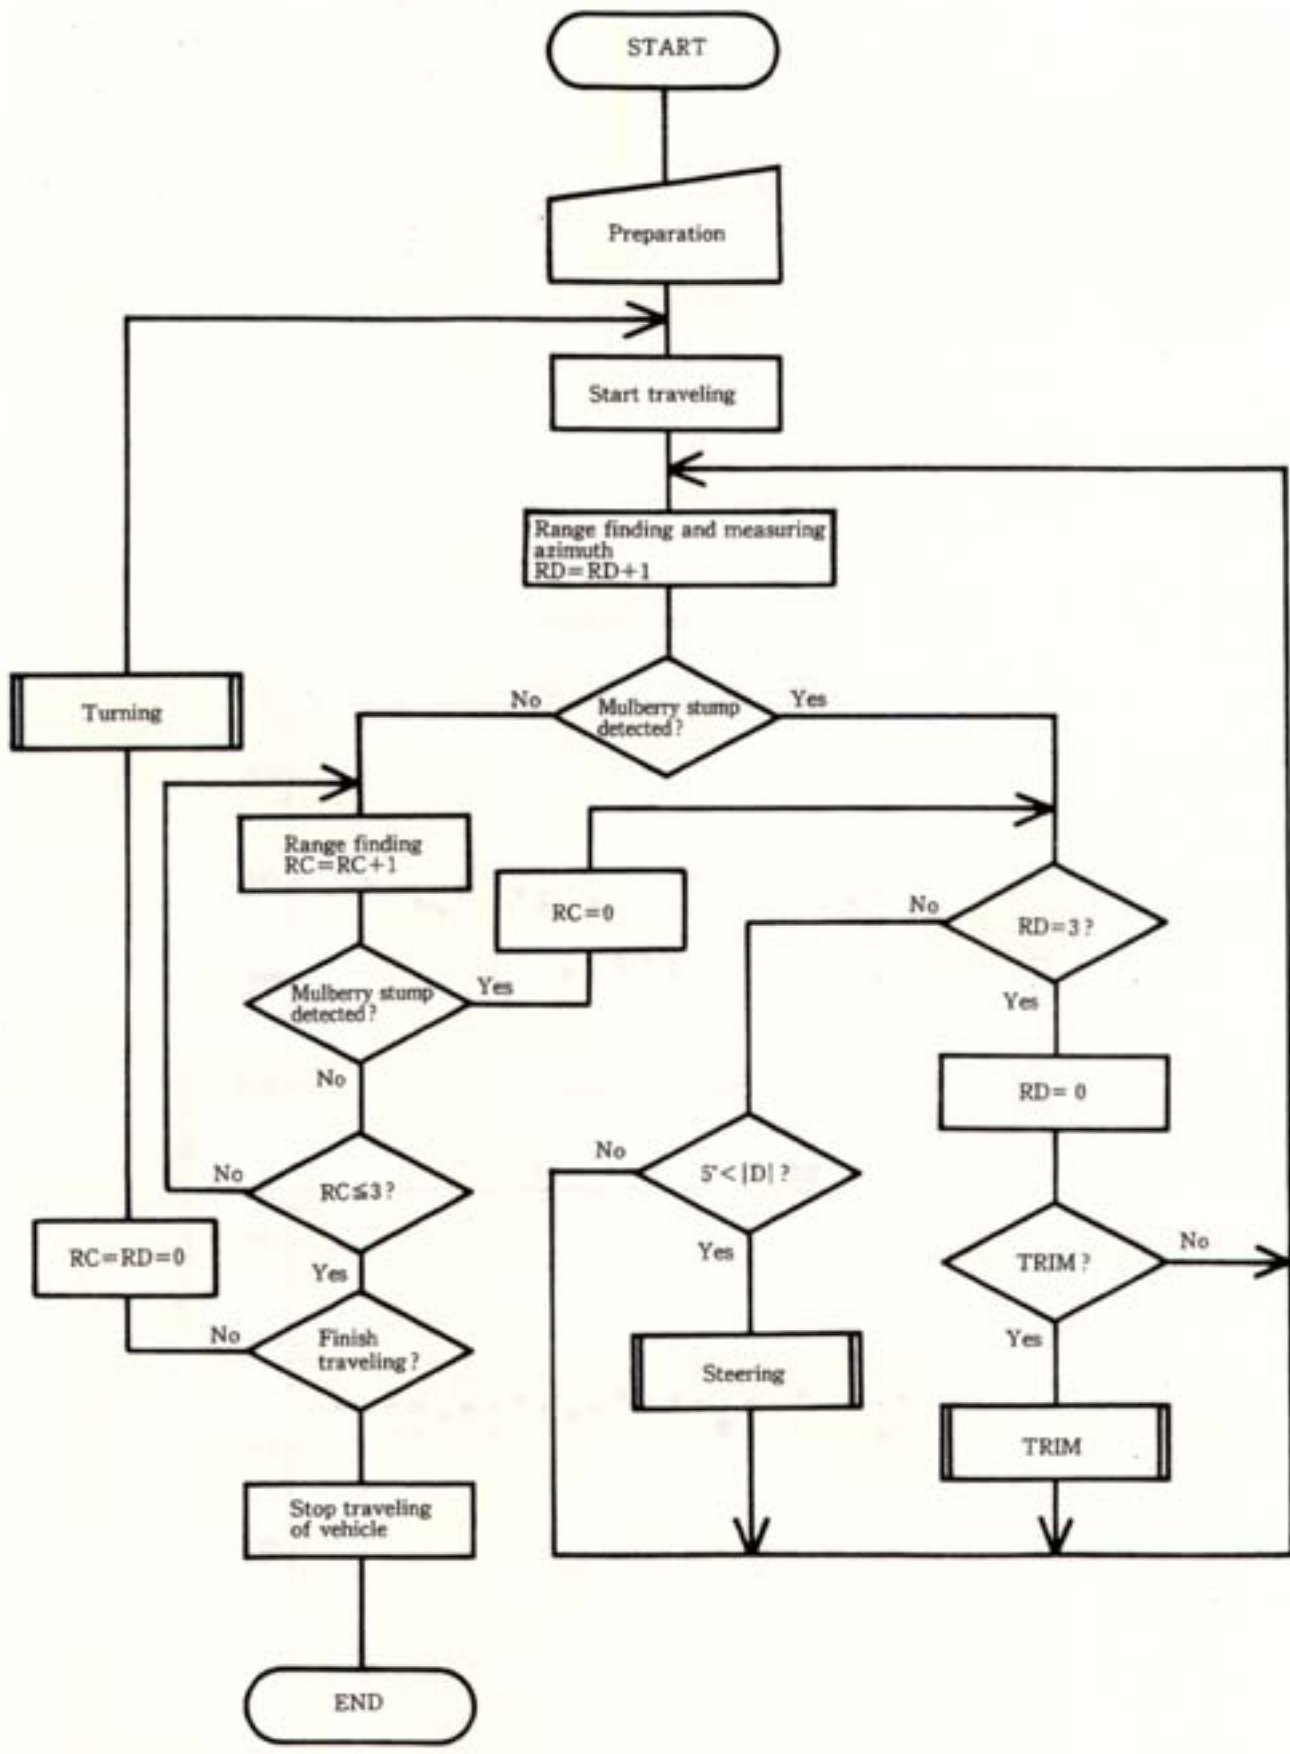 START
Preparation
Start traveling
Range finding and measuring
azimuth
RD=RD+1
Mulberry stump
detected?
No
Yes
Turning
Range finding
RC=RC+1
RC=0
RD=3?
No
Yes
Mulberry stump
detected?
Yes
No
RD= 0
5°<|D|?
No
Yes
RC≦3?
No
Yes
RC=RD=0
TRIM?
No
Yes
Finish
traveling?
No
Steering
TRIM
Stop traveling
of vehicle
END